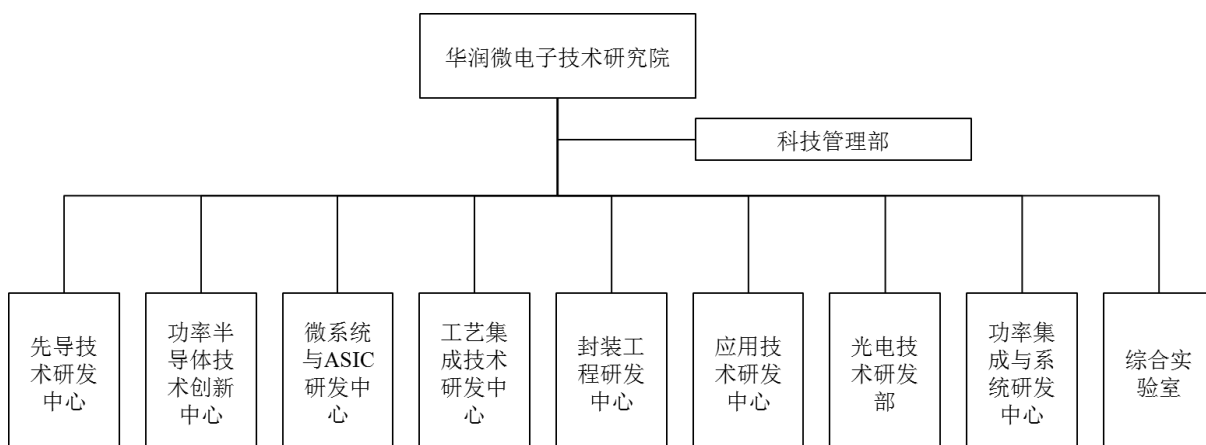 华润微电子技术研究院
科技管理部
先导技
术研发
中心
功率半
导体技
术创新
中心
微系统
与ASIC
研发中
心
工艺集
成技术
研发中
心
封装工
程研发
中心
应用技
术研发
中心
光电技
术研发
部
功率集
成与系
统研发
中心
综合实
验室